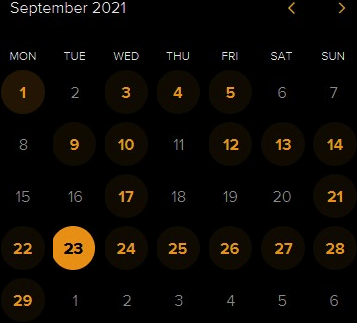 September 2021 < >
MON TUE WED THU FRI SAT SUN
1 2 3 4 5 6 7
8 9 10 11 12 13 14
15 16 17 18 19 20 21
22 23 24 25 26 27 28
29 1 2 3 4 5 6